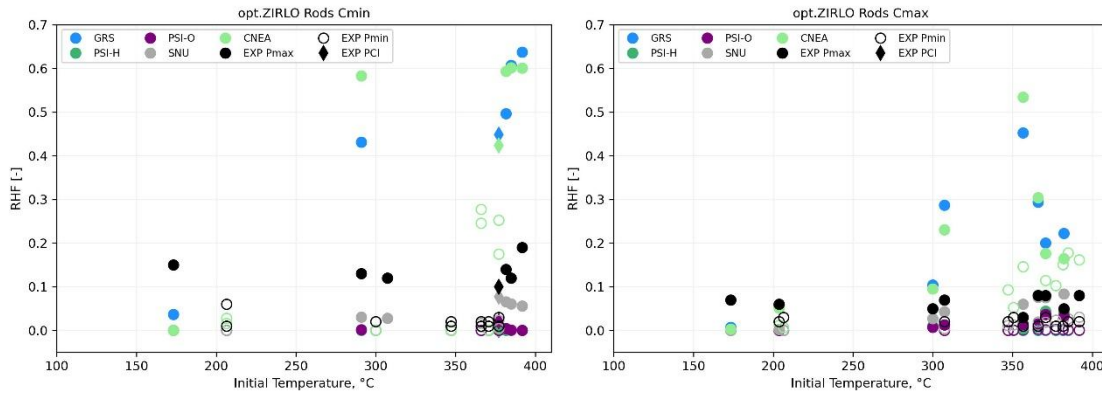 opt.ZIRLO Rods Cmin
GRS
PSI-O
CNEA
EXP Pmin
PSI-H
SNU
EXP Pmax
EXP PCI
0.7
0.6
0.5
0.4
0.3
0.2
0.1
0.0
RHF [-]
100
150
200
250
300
350
400
Initial Temperature, °C
opt.ZIRLO Rods Cmax
GRS
PSI-O
CNEA
EXP Pmin
PSI-H
SNU
EXP Pmax
EXP PCI
0.7
0.6
0.5
0.4
0.3
0.2
0.1
0.0
RHF [-]
100
150
200
250
300
350
400
Initial Temperature, °C